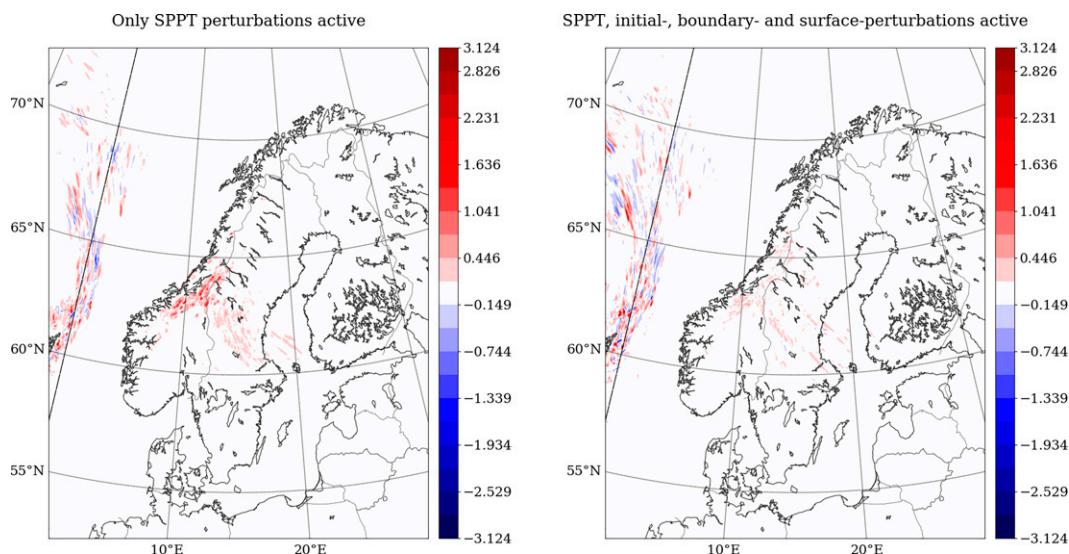 Only SPPT perturbations active
SPPT, initial-, boundary- and surface-perturbations active
70°N
65°N
60°N
55°N
10°E
20°E
3.124
2.826
2.231
1.636
1.041
0.446
−0.149
−0.744
−1.339
−1.934
−2.529
−3.124
70°N
65°N
60°N
55°N
10°E
20°E
3.124
2.826
2.231
1.636
1.041
0.446
−0.149
−0.744
−1.339
−1.934
−2.529
−3.124